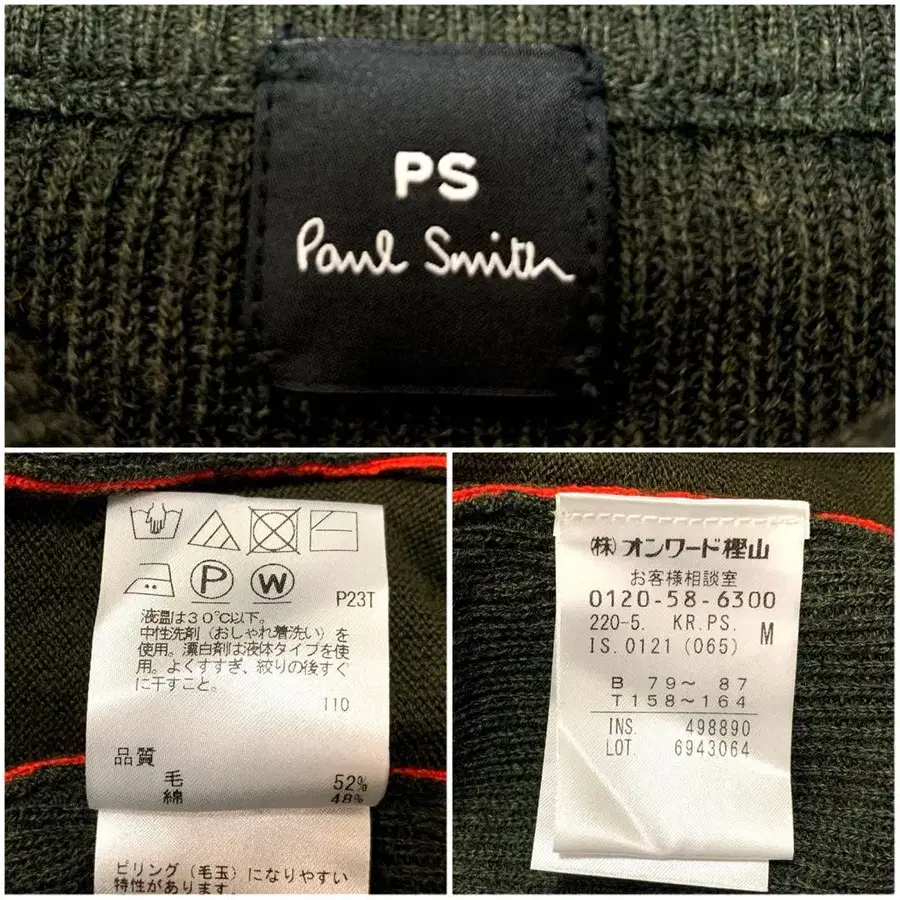 PS
Paul Smith
P
W
P23T
液温は30℃以下。
中性洗剤（おしゃれ着洗い）を
使用。漂白剤は液体タイプを使
用。よくすすぎ、絞りの後すぐ
に干すこと。
110
品質
毛 52%
綿 48%
ピリング（毛玉）になりやすい
特性があります。
㈱オンワード樫山
お客様相談室
0120-58-6300
220-5. KR.PS. M
IS.0121(065)
B 79～ 87
T158～164
INS. 498890
LOT. 6943064